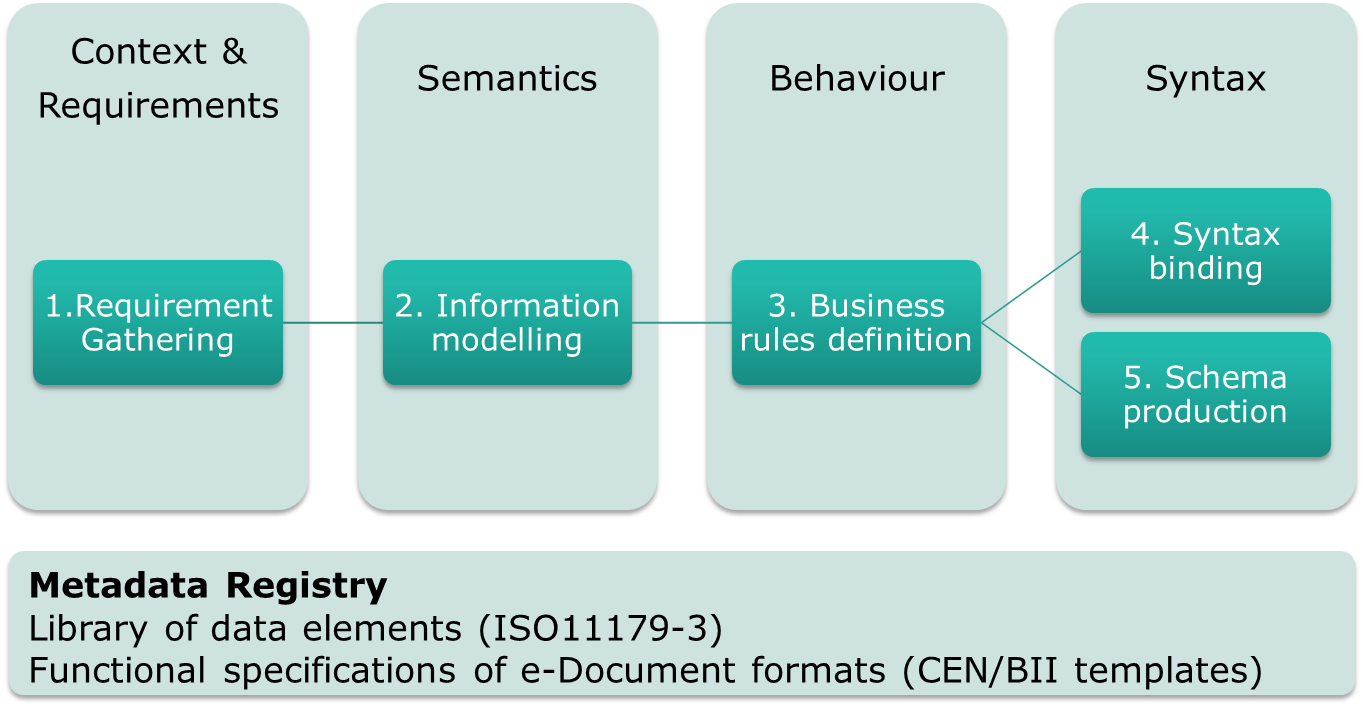 Context &
Requirements
Semantics
Behaviour
Syntax
1.Requirement
Gathering
2. Information
modelling
3. Business
rules definition
4. Syntax
binding
5. Schema
production
Metadata Registry
Library of data elements (ISO11179-3)
Functional specifications of e-Document formats (CEN/BII templates)